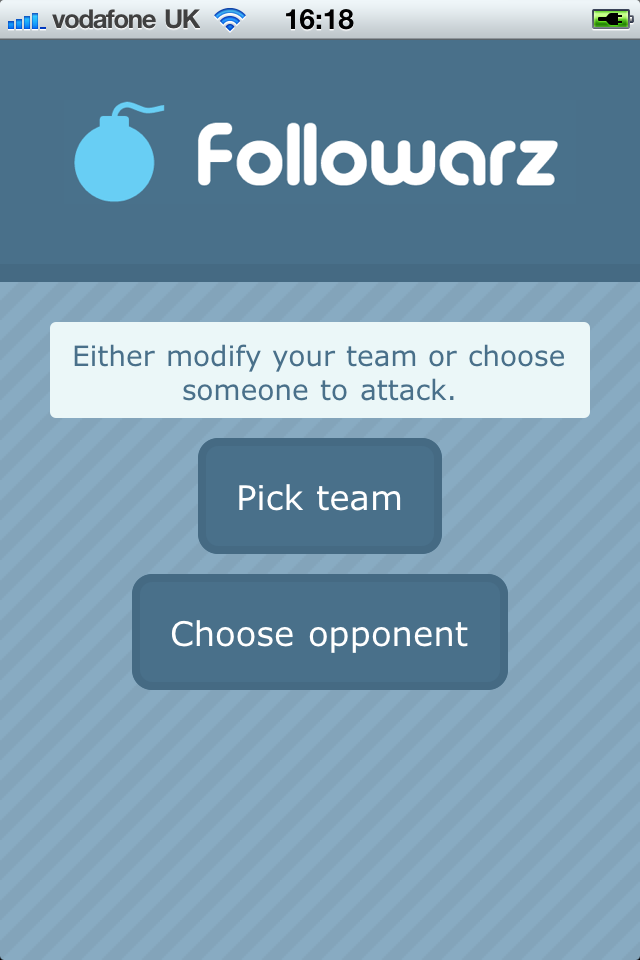 vodafone UK 16:18
Followarz
Either modify your team or choose
someone to attack.
Pick team
Choose opponent